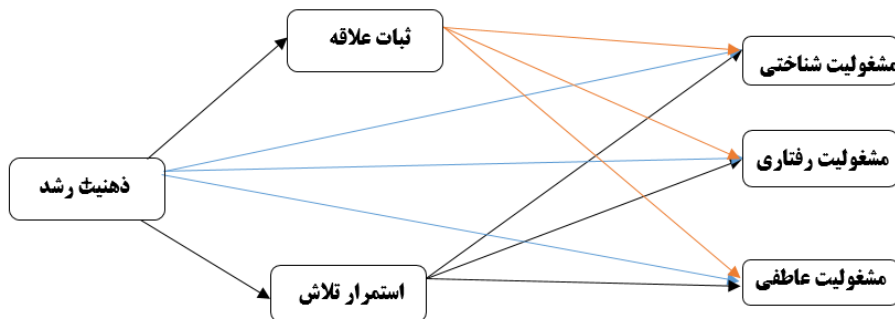 ثبات علاقه
مشغولیت شناختی
مشغولیت رفتاری
ذهنیت± رشد
استمرار تلاش
مشغولیت عاطفی